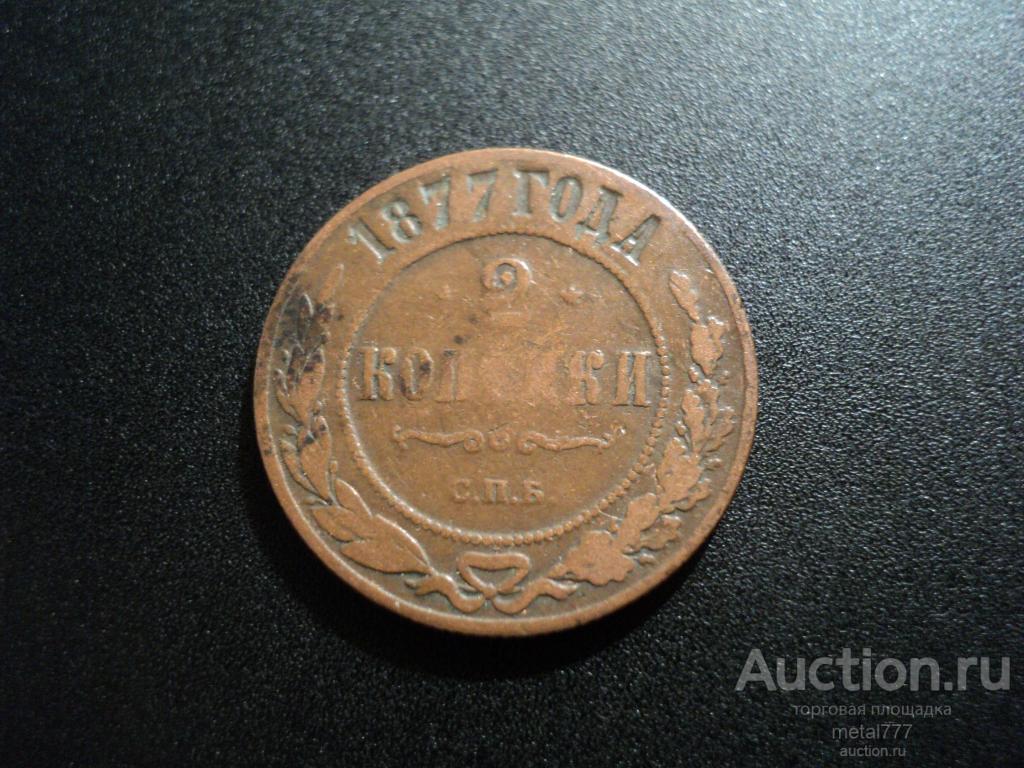 1877 ГОДА
2
КОПѢЙКИ
С.П.Б.
Auction.ru
торговая площадка
metal777
auction.ru